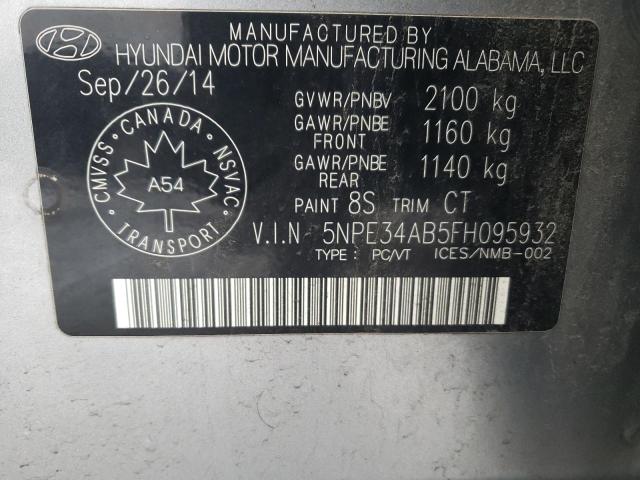 MANUFACTURED BY
HYUNDAI MOTOR MANUFACTURING ALABAMA, LLC
Sep/26/14
GVWR/PNBV 2100 kg
GAWR/PNBE FRONT 1160 kg
GAWR/PNBE REAR 1140 kg
PAINT 8S TRIM CT
CANADA
CMVSS • NSVAC
A54
TRANSPORT
V.I.N 5NPE34AB5FH095932
TYPE : PC/VT ICES/NMB-002